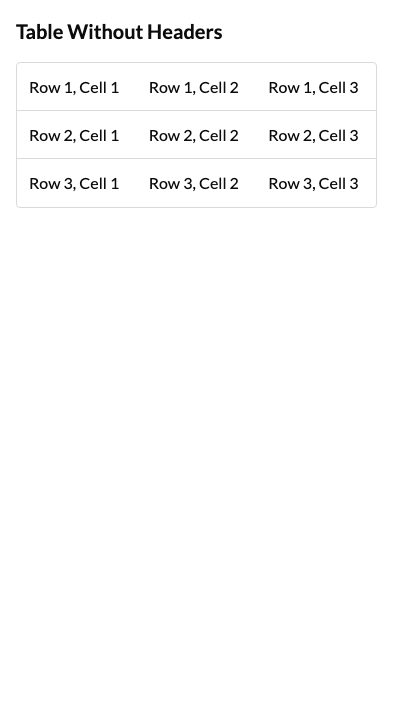 Table Without Headers
Row 1, Cell 1 Row 1, Cell 2 Row 1, Cell 3
Row 2, Cell 1 Row 2, Cell 2 Row 2, Cell 3
Row 3, Cell 1 Row 3, Cell 2 Row 3, Cell 3